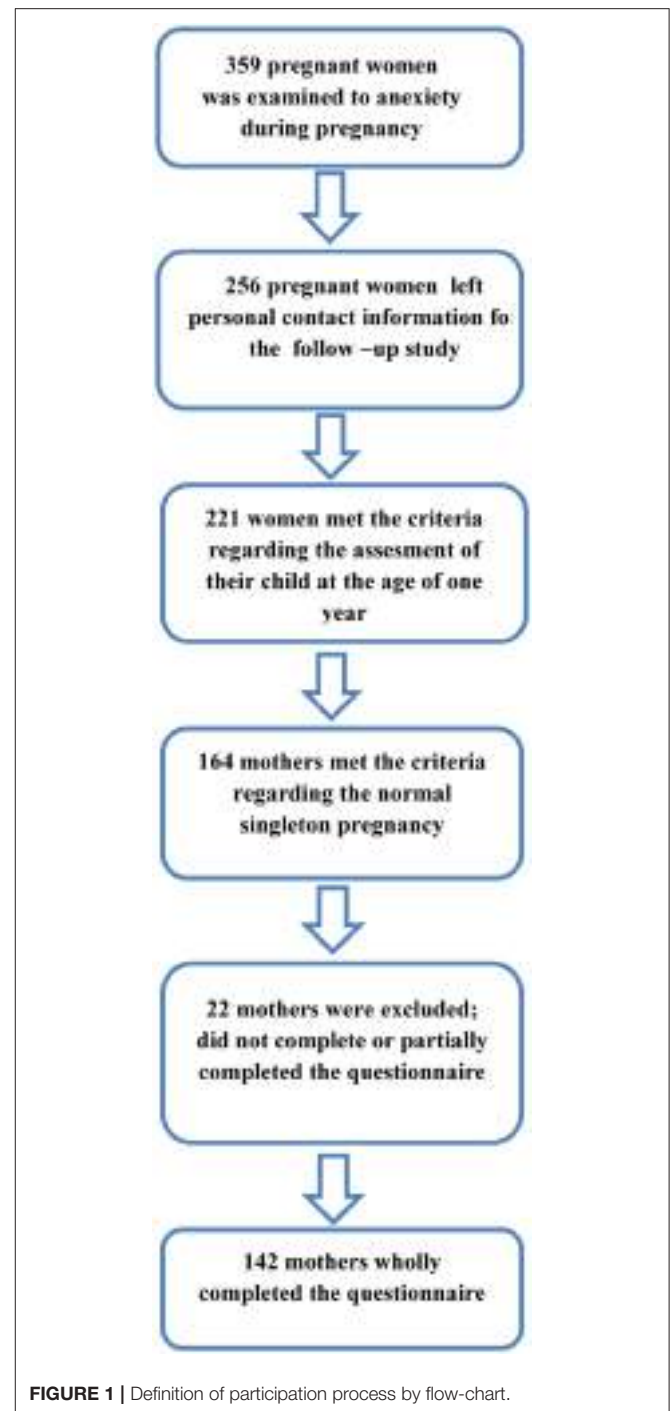 359 pregnant women
was examined to anexiety
during pregnancy
256 pregnant women left
personal contact information fo
the follow –up study
221 women met the criteria
regarding the assesment of
their child at the age of one
year
164 mothers met the criteria
regarding the normal
singleton pregnancy
22 mothers were excluded;
did not complete or partially
completed the questionnaire
142 mothers wholly
completed the questionnaire
FIGURE 1 | Definition of participation process by flow-chart.